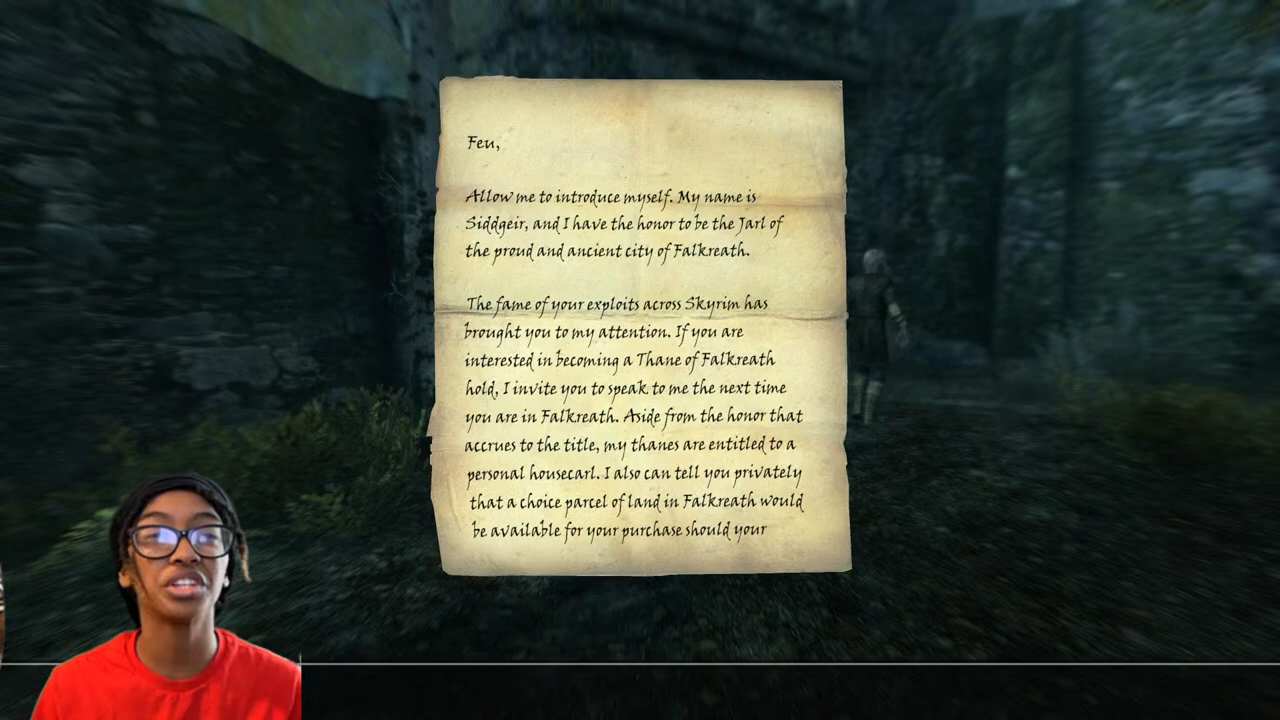 Feu,
Allow me to introduce myself. My name is
Siddgeir, and I have the honor to be the Jarl of
the proud and ancient city of Falkreath.
The fame of your exploits across Skyrim has
brought you to my attention. If you are
interested in becoming a Thane of Falkreath
hold, I invite you to speak to me the next time
you are in Falkreath. Aside from the honor that
accrues to the title, my thanes are entitled to a
personal housecarl. I also can tell you privately
that a choice parcel of land in Falkreath would
be available for your purchase should your